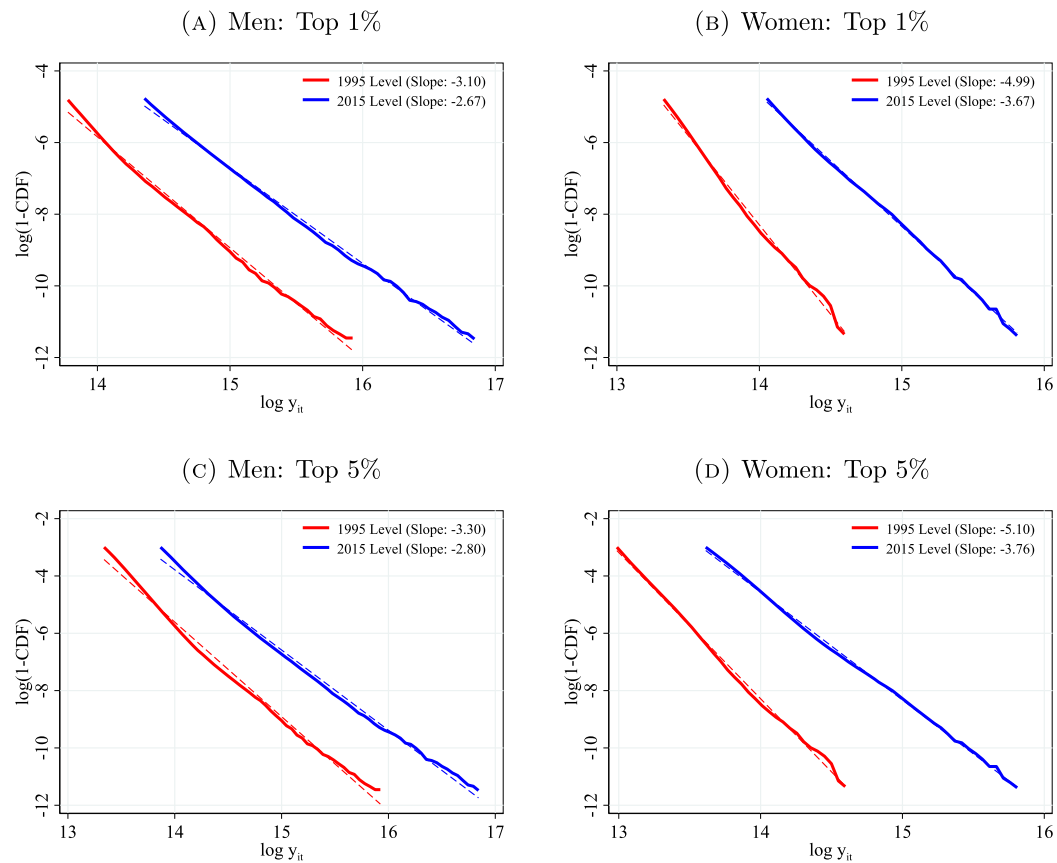 (A) Men: Top 1%
-4
-6
-8
-10
-12
log(1-CDF)
1995 Level (Slope: -3.10)
2015 Level (Slope: -2.67)
14
15
16
17
log y_it
(B) Women: Top 1%
-4
-6
-8
-10
-12
log(1-CDF)
1995 Level (Slope: -4.99)
2015 Level (Slope: -3.67)
13
14
15
16
log y_it
(C) Men: Top 5%
-2
-4
-6
-8
-10
-12
log(1-CDF)
1995 Level (Slope: -3.30)
2015 Level (Slope: -2.80)
13
14
15
16
17
log y_it
(D) Women: Top 5%
-2
-4
-6
-8
-10
-12
log(1-CDF)
1995 Level (Slope: -5.10)
2015 Level (Slope: -3.76)
13
14
15
16
log y_it